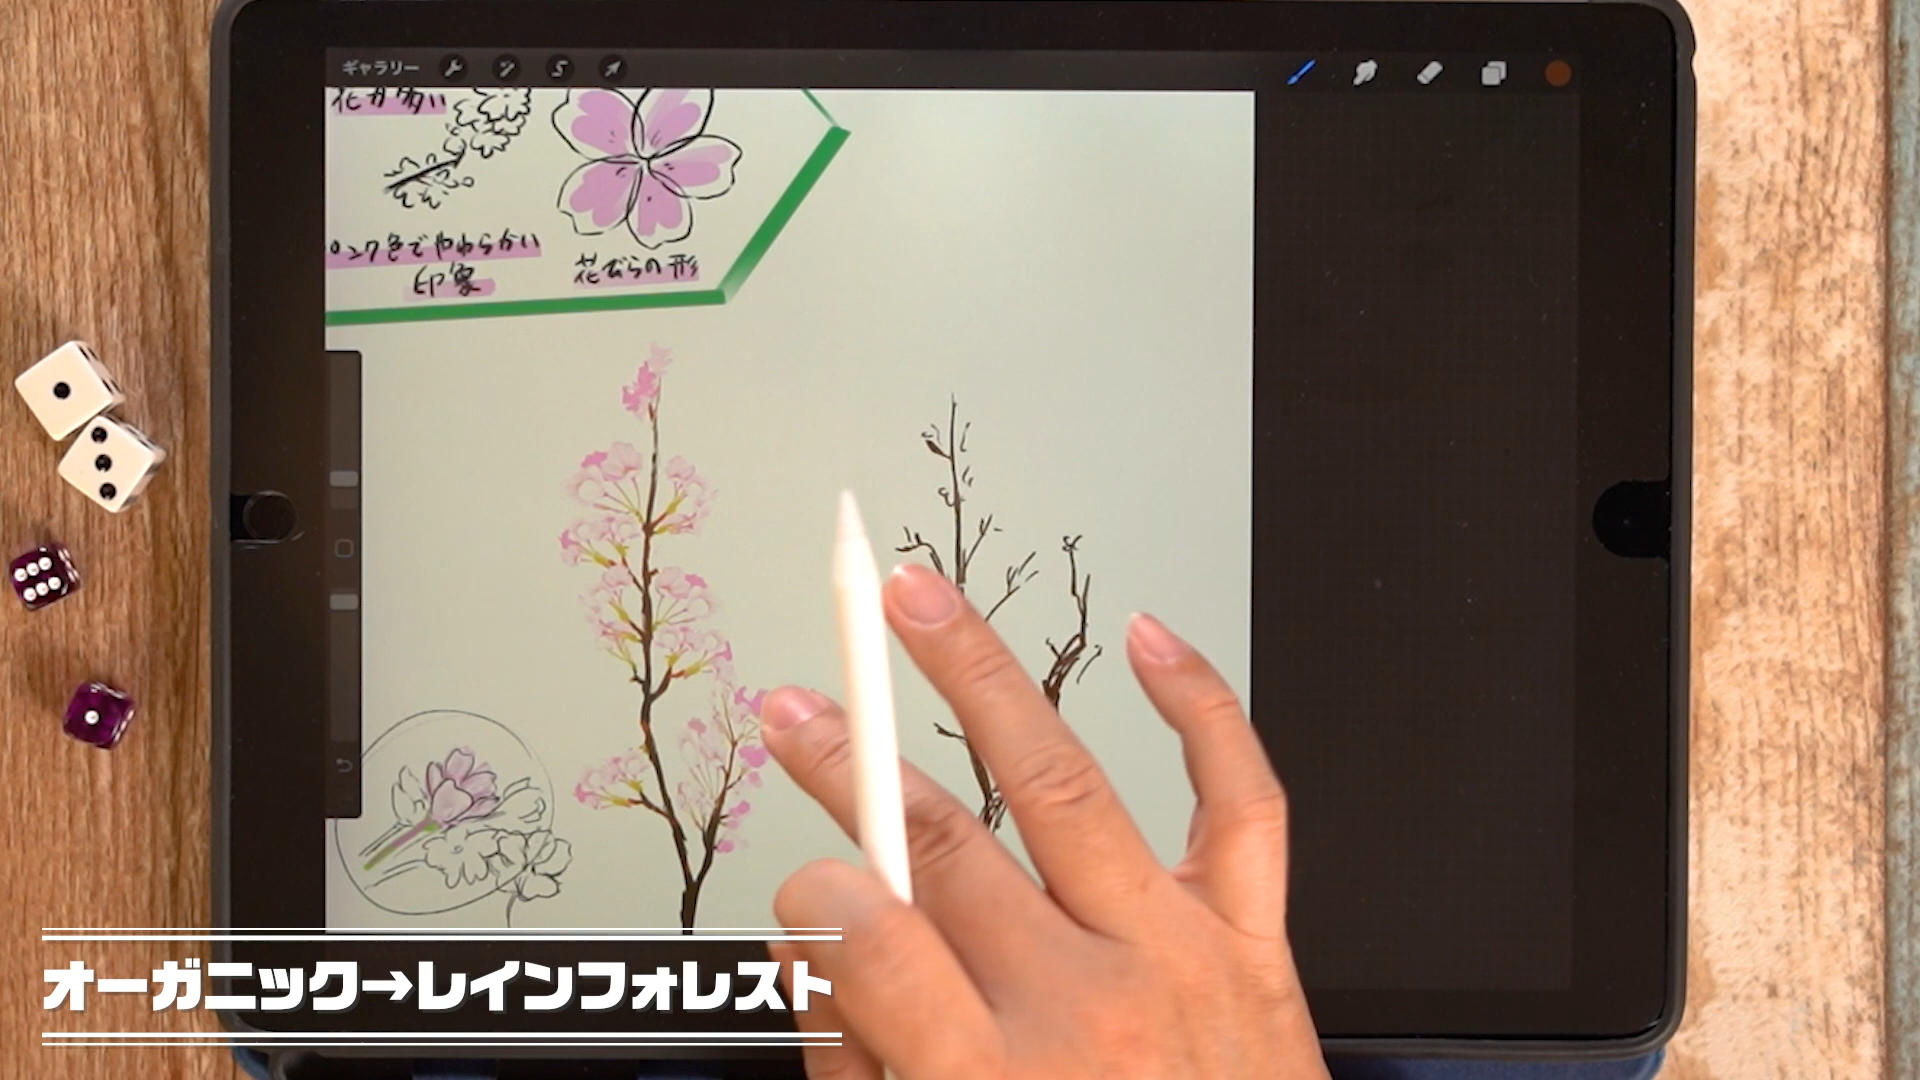 ギャラリー
花が多い
ピンク色でやわらかい
印象
花びらの形
オーガニック→レインフォレスト